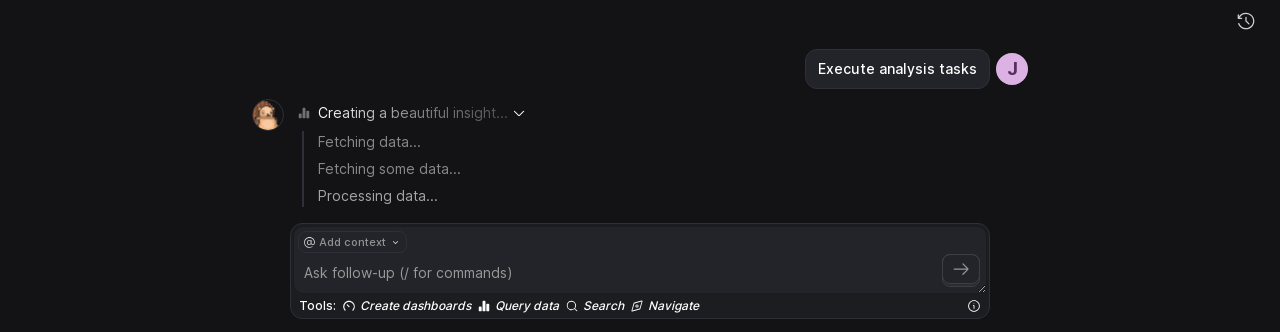 Execute analysis tasks
J
Creating a beautiful insight...
Fetching data...
Fetching some data...
Processing data...
@ Add context
Ask follow-up (/ for commands)
Tools: Create dashboards Query data Search Navigate